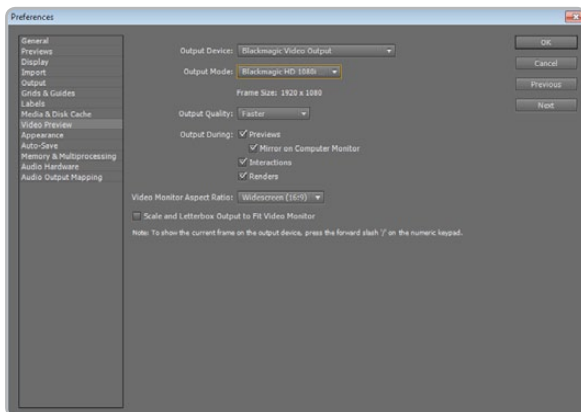 Preferences
General
Previews
Display
Import
Output
Grids & Guides
Labels
Media & Disk Cache
Video Preview
Appearance
Auto-Save
Memory & Multiprocessing
Audio Hardware
Audio Output Mapping
Output Device: Blackmagic Video Output
Output Mode: Blackmagic HD 1080i ...
Frame Size: 1920 x 1080
Output Quality: Faster
Output During: Previews
Mirror on Computer Monitor
Interactions
Renders
Video Monitor Aspect Ratio: Widescreen (16:9)
Scale and Letterbox Output to Fit Video Monitor
Note: To show the current frame on the output device, press the forward slash '/' on the numeric keypad.
OK
Cancel
Previous
Next